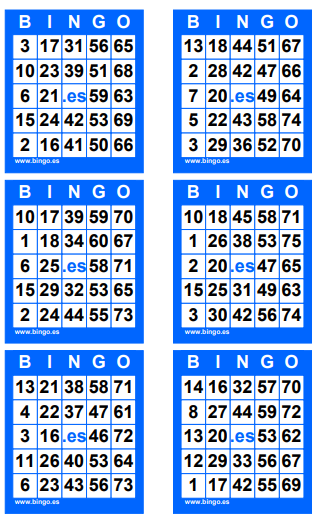 B I N G O
3 17 31 56 65
10 23 39 51 68
6 21 .es 59 63
15 24 42 53 69
2 16 41 50 66
www.bingo.es
B I N G O
13 18 44 51 67
2 28 42 47 66
7 20 .es 49 64
5 22 43 58 74
3 29 36 52 70
www.bingo.es
B I N G O
10 17 39 59 70
1 18 34 60 67
6 25 .es 58 71
15 29 32 53 65
2 24 44 55 73
www.bingo.es
B I N G O
10 18 45 58 71
1 26 38 53 75
2 20 .es 47 65
15 25 31 49 63
3 30 42 56 74
www.bingo.es
B I N G O
13 21 38 58 71
4 22 37 47 61
3 16 .es 46 72
11 26 40 53 64
6 23 43 56 73
www.bingo.es
B I N G O
14 16 32 57 70
8 27 44 59 72
13 20 .es 53 62
12 29 33 56 67
1 17 42 55 69
www.bingo.es